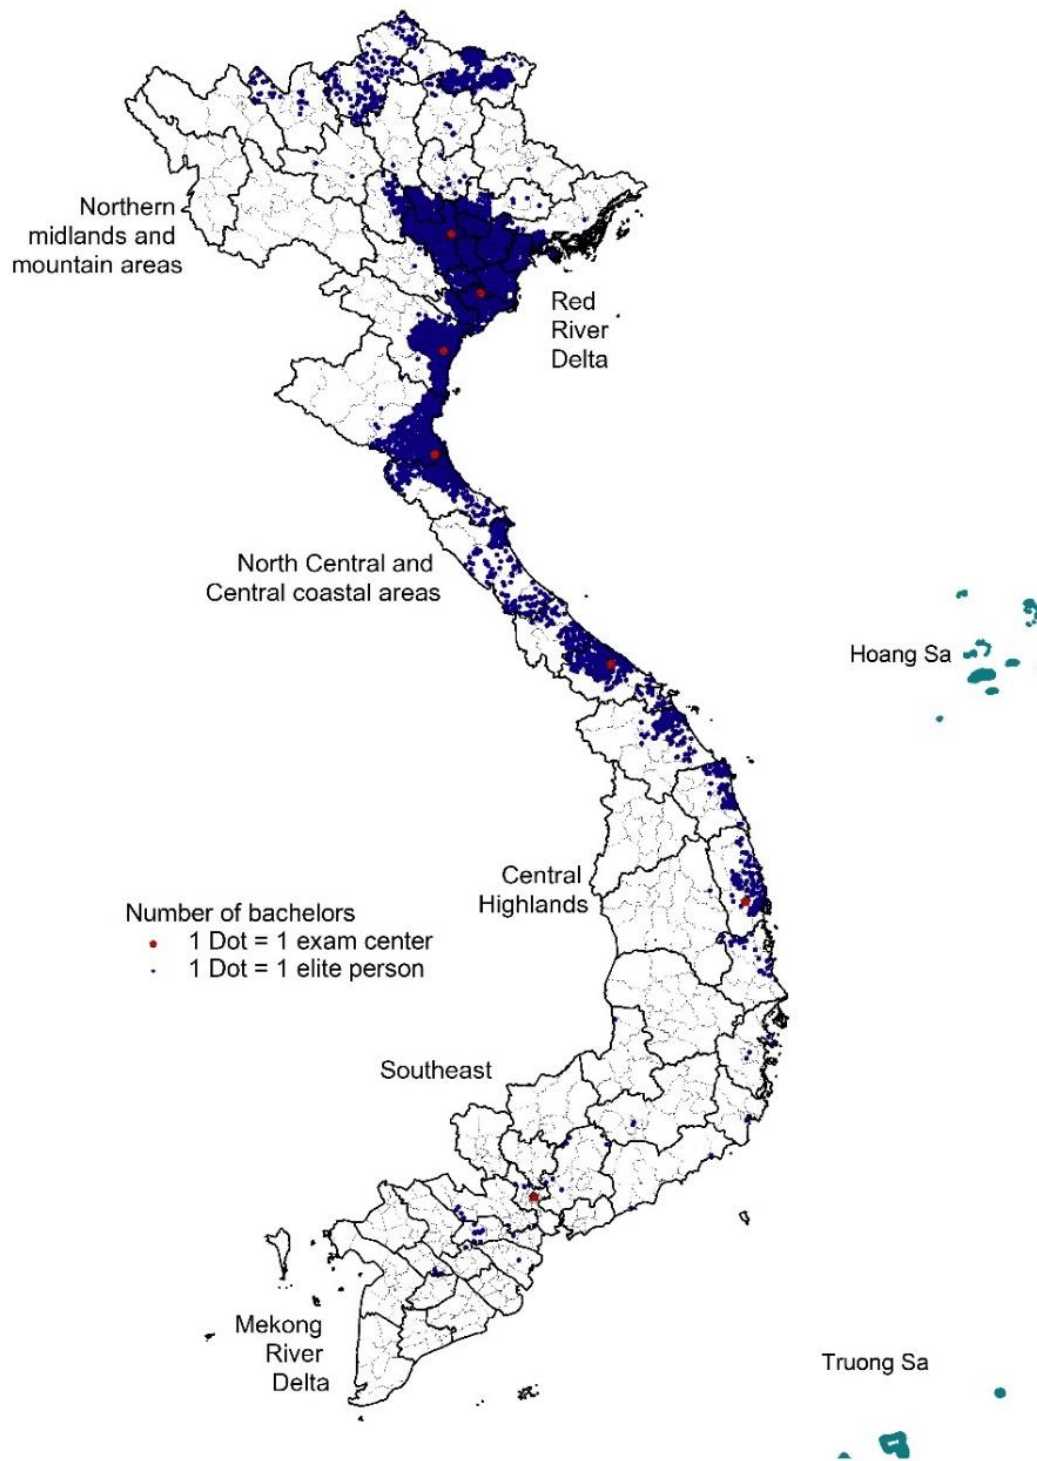 Northern
midlands and
mountain areas
Red
River
Delta
North Central and
Central coastal areas
Hoang Sa
Central
Highlands
Number of bachelors
1 Dot = 1 exam center
1 Dot = 1 elite person
Southeast
Mekong
River
Delta
Truong Sa